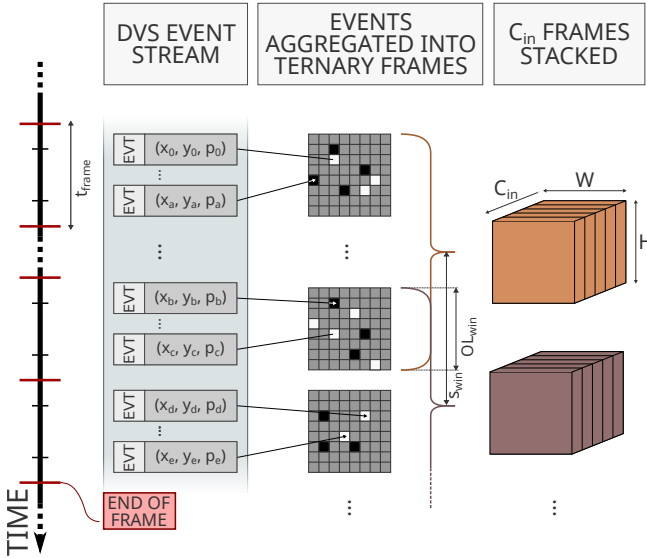 DVS EVENT
STREAM
EVENTS
AGGREGATED INTO
TERNARY FRAMES
C_in FRAMES
STACKED
t_frame
EVT (x_0, y_0, p_0)
...
EVT (x_a, y_a, p_a)
...
...
EVT (x_b, y_b, p_b)
...
EVT (x_c, y_c, p_c)
EVT (x_d, y_d, p_d)
...
EVT (x_e, y_e, p_e)
OL_win
s_win
C_in
W
H
...
...
END OF
FRAME
TIME